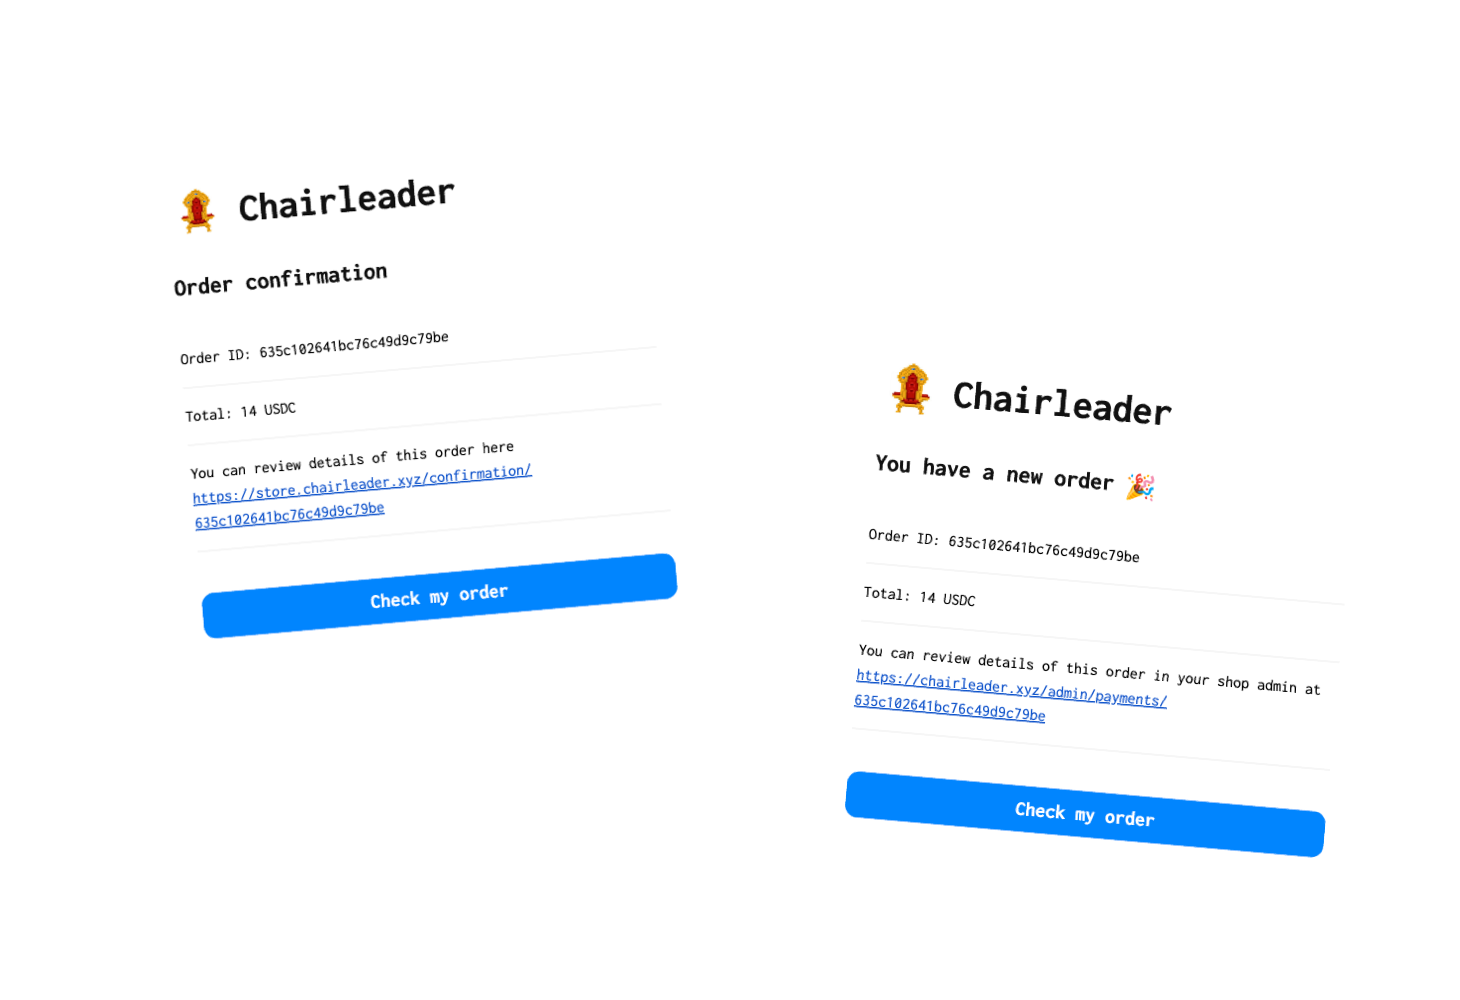 Chairleader
Order confirmation
Order ID: 635c102641bc76c49d9c79be
Total: 14 USDC
You can review details of this order here
https://store.chairleader.xyz/confirmation/
635c102641bc76c49d9c79be
Check my order
Chairleader
You have a new order 🎉
Order ID: 635c102641bc76c49d9c79be
Total: 14 USDC
You can review details of this order in your shop admin at
https://chairleader.xyz/admin/payments/
635c102641bc76c49d9c79be
Check my order